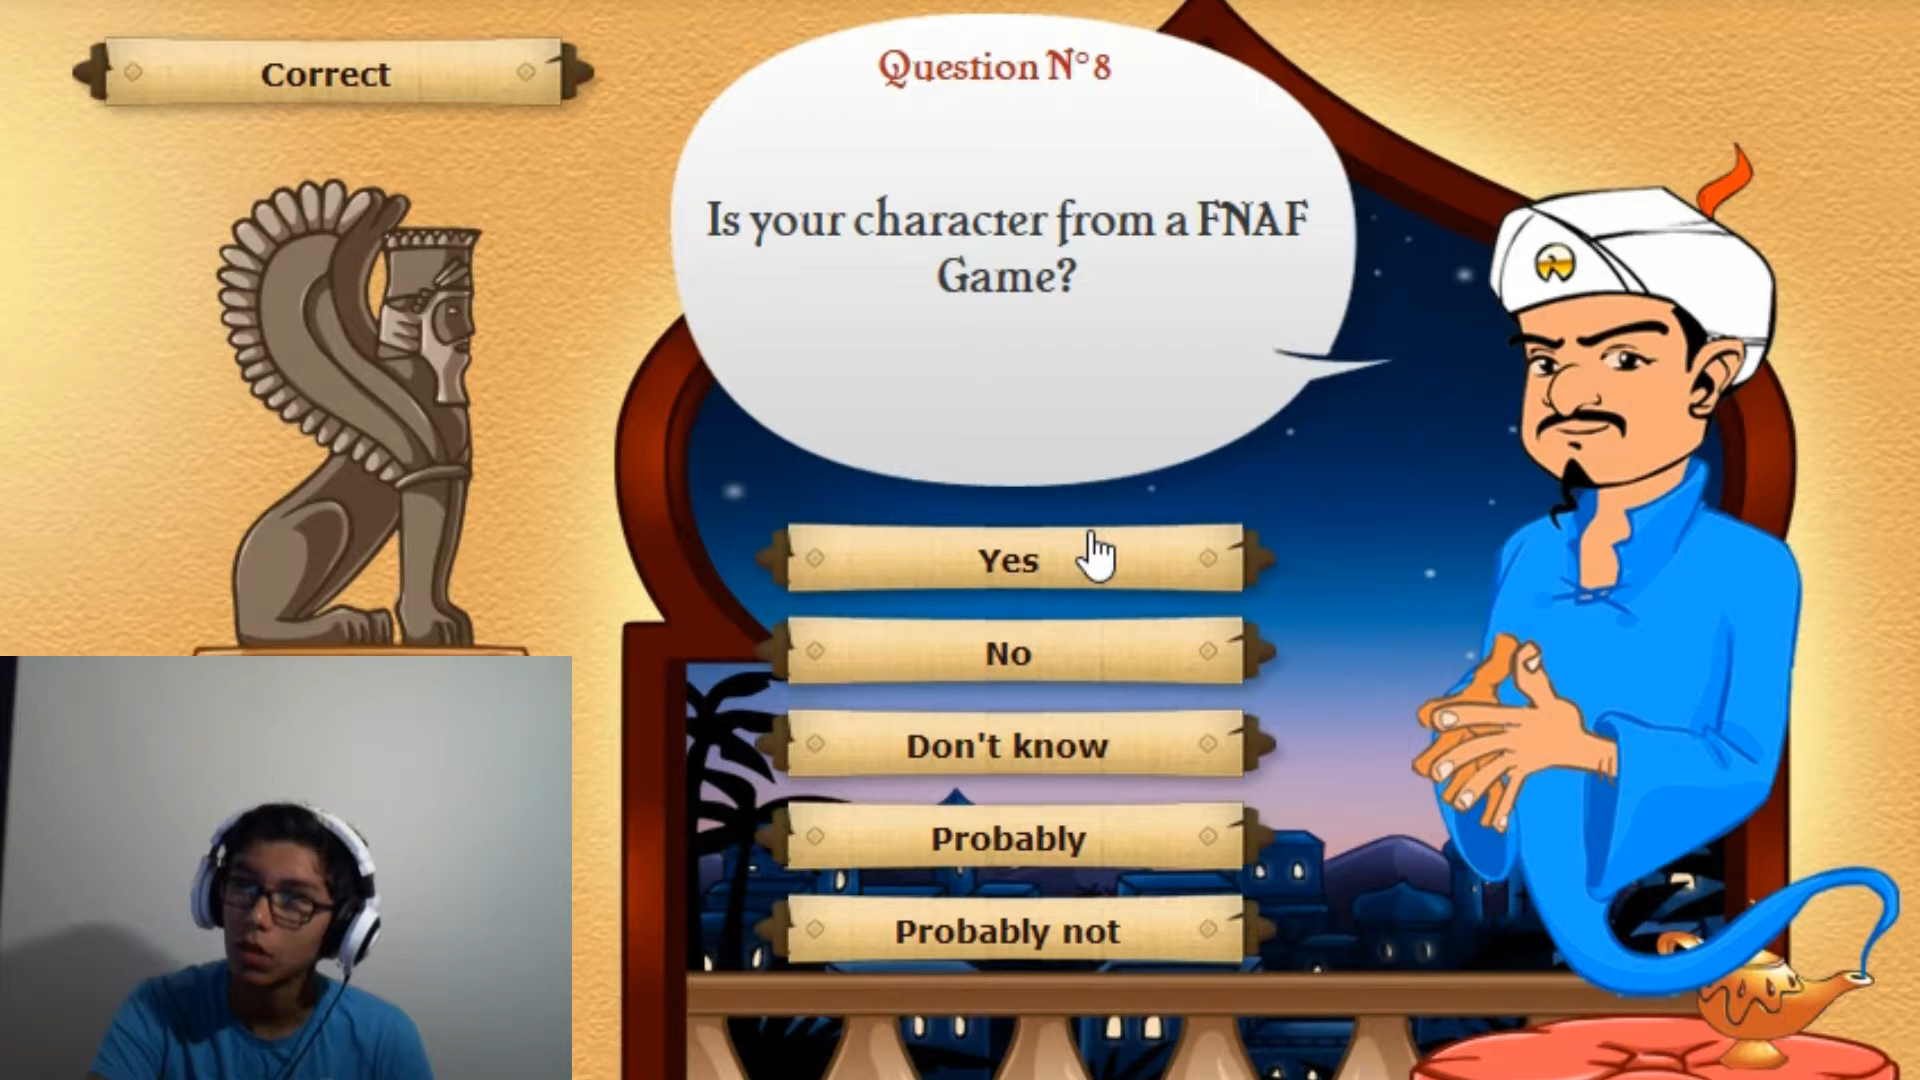 Correct
Question N°8
Is your character from a FNAF
Game?
Yes
No
Don't know
Probably
Probably not